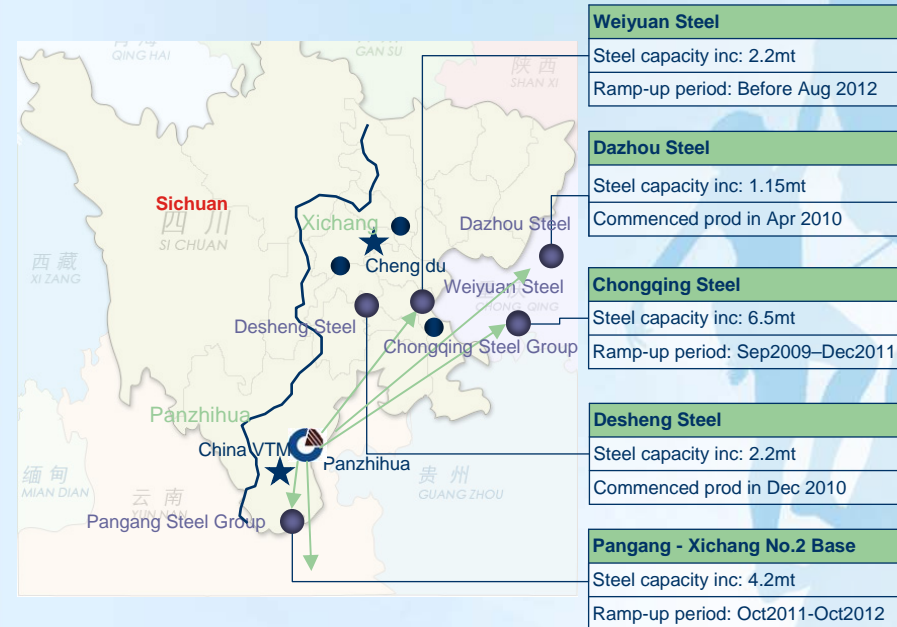 青 海
QING HAI
甘 肃
GAN SU
陕 西
SHAN XI
Sichuan
四 川
SI CHUAN
西 藏
XI ZANG
Xichang
Cheng du
Dazhou Steel
Weiyuan Steel
重 庆
CHONG QING
Desheng Steel
Chongqing Steel Group
Panzhihua
China VTM
Panzhihua
缅 甸
MIAN DIAN
云 南
YUN NAN
贵 州
GUANG ZHOU
Pangang Steel Group
Weiyuan Steel
Steel capacity inc: 2.2mt
Ramp-up period: Before Aug 2012
Dazhou Steel
Steel capacity inc: 1.15mt
Commenced prod in Apr 2010
Chongqing Steel
Steel capacity inc: 6.5mt
Ramp-up period: Sep2009–Dec2011
Desheng Steel
Steel capacity inc: 2.2mt
Commenced prod in Dec 2010
Pangang - Xichang No.2 Base
Steel capacity inc: 4.2mt
Ramp-up period: Oct2011-Oct2012